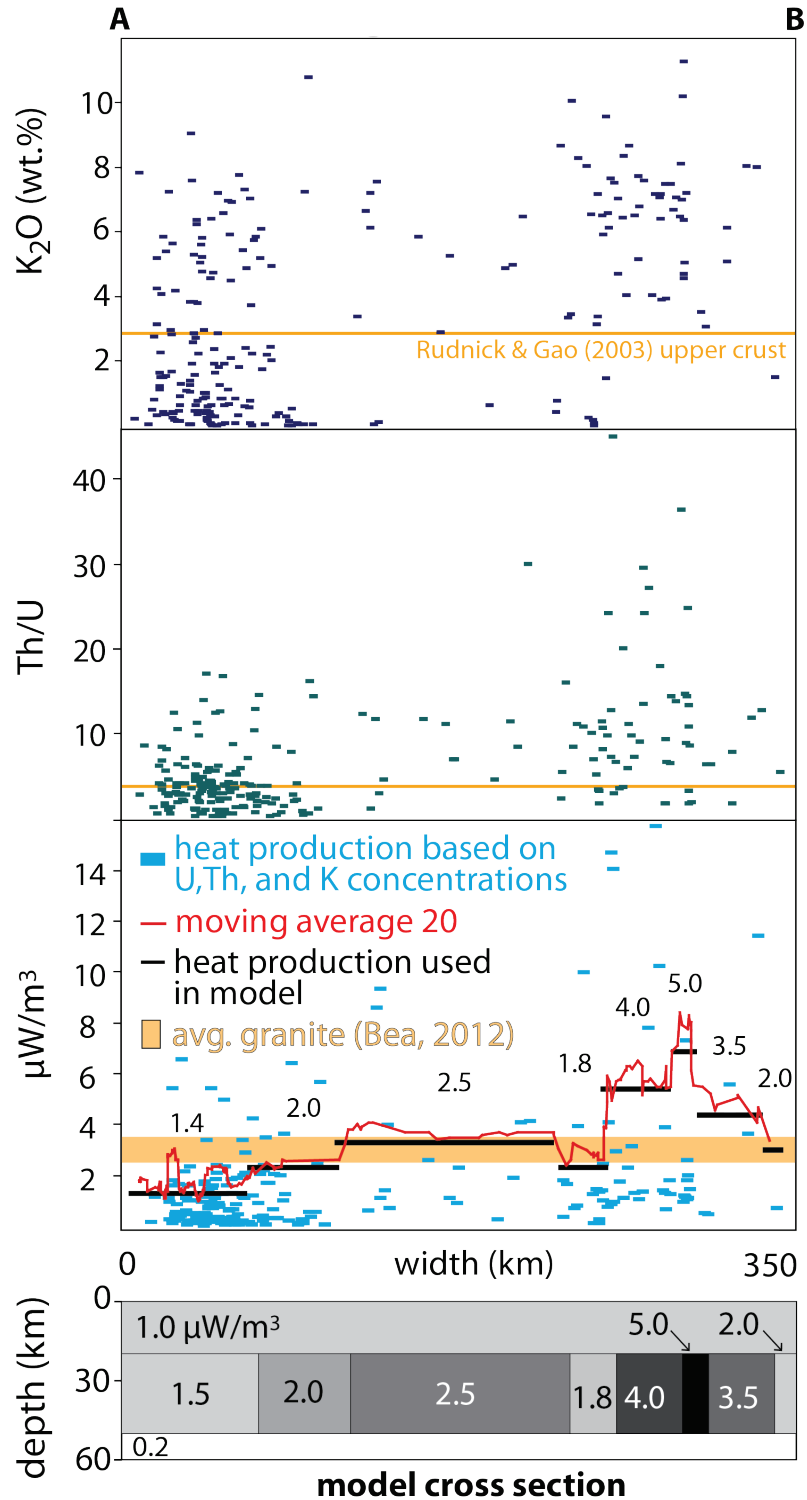 A B
K2O (wt.%)
10
8
6
4
2
Rudnick & Gao (2003) upper crust
Th/U
40
30
20
10
μW/m³
14
12
10
8
6
4
2
heat production based on
U,Th, and K concentrations
moving average 20
heat production used
in model
avg. granite (Bea, 2012)
1.4
2.0
2.5
1.8
4.0
5.0
3.5
2.0
0 width (km) 350
depth (km)
0
30
60
1.0 μW/m³ 5.0 2.0
1.5 2.0 2.5 1.8 4.0 3.5
0.2
model cross section